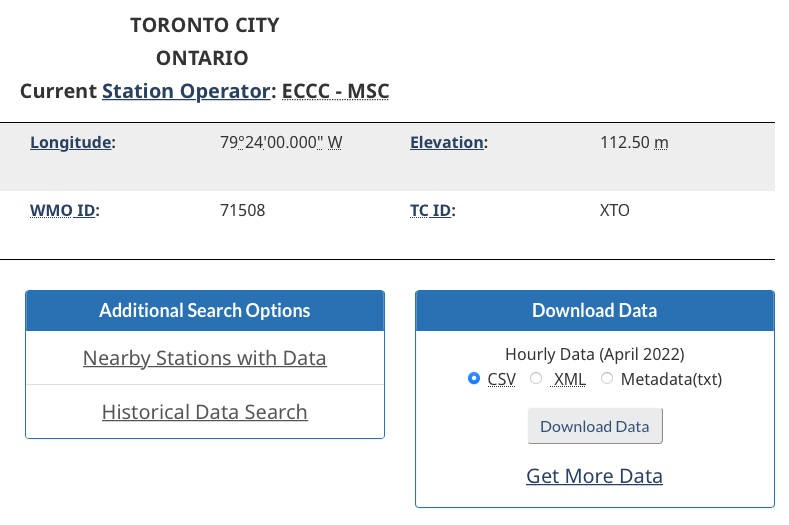 TORONTO CITY
ONTARIO
Current Station Operator: ECCC - MSC
Longitude: 79°24'00.000" W Elevation: 112.50 m
WMO ID: 71508 TC ID: XTO
Additional Search Options
Nearby Stations with Data
Historical Data Search
Download Data
Hourly Data (April 2022)
CSV XML Metadata(txt)
Download Data
Get More Data